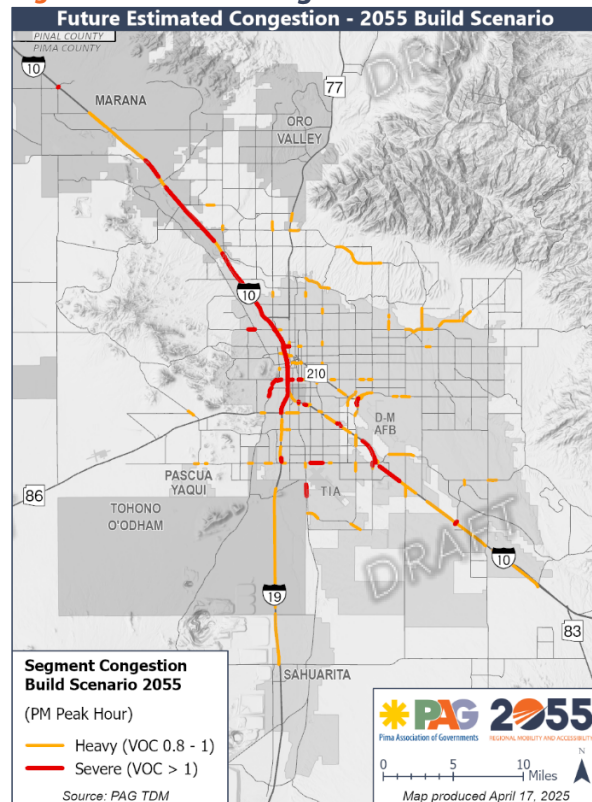 Future Estimated Congestion - 2055 Build Scenario
PINAL COUNTY
PIMA COUNTY
10
MARANA
77
DRAFT
ORO
VALLEY
10
210
D-M
AFB
PASCUA
YAQUI
TIA
86
TOHONO
O'ODHAM
DRAFT
10
19
83
SAHUARITA
Segment Congestion
Build Scenario 2055
(PM Peak Hour)
Heavy (VOC 0.8 - 1)
Severe (VOC > 1)
Source: PAG TDM
PAG
Pima Association of Governments
2055
REGIONAL MOBILITY AND ACCESSIBILITY
N
0 5 10
Miles
Map produced April 17, 2025